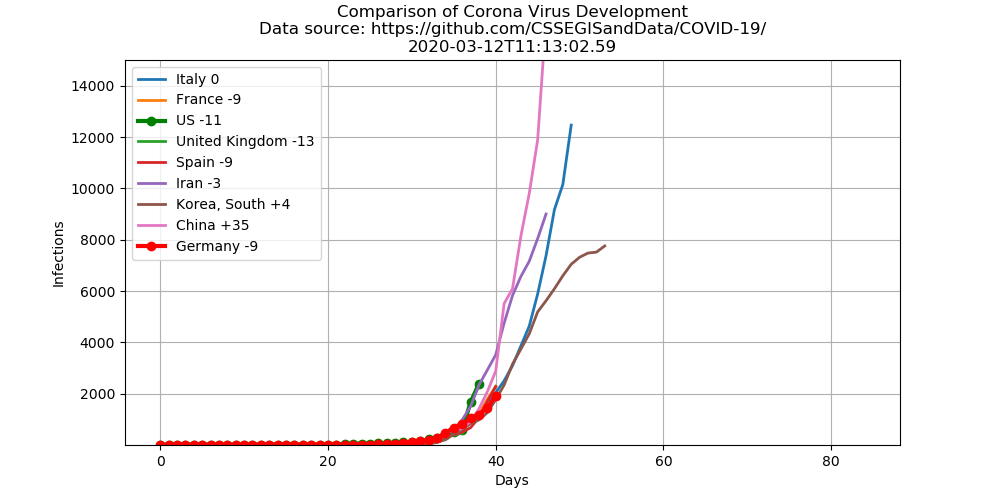 Comparison of Corona Virus Development
Data source: https://github.com/CSSEGISandData/COVID-19/
2020-03-12T11:13:02.59
Italy 0
France -9
US -11
United Kingdom -13
Spain -9
Iran -3
Korea, South +4
China +35
Germany -9
Infections
14000
12000
10000
8000
6000
4000
2000
0
20
40
60
80
Days